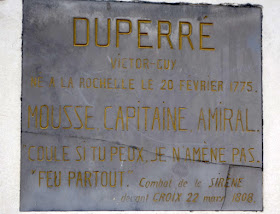 DUPERRÉ
VICTOR-GUY
NÉ A LA ROCHELLE LE 20 FÉVRIER 1775.
MOUSSE, CAPITAINE, AMIRAL.
"COULE SI TU PEUX, JE N'AMÈNE PAS.
"FEU PARTOUT". Combat de la SIRÈNE
devant GROIX 22 mars 1808.